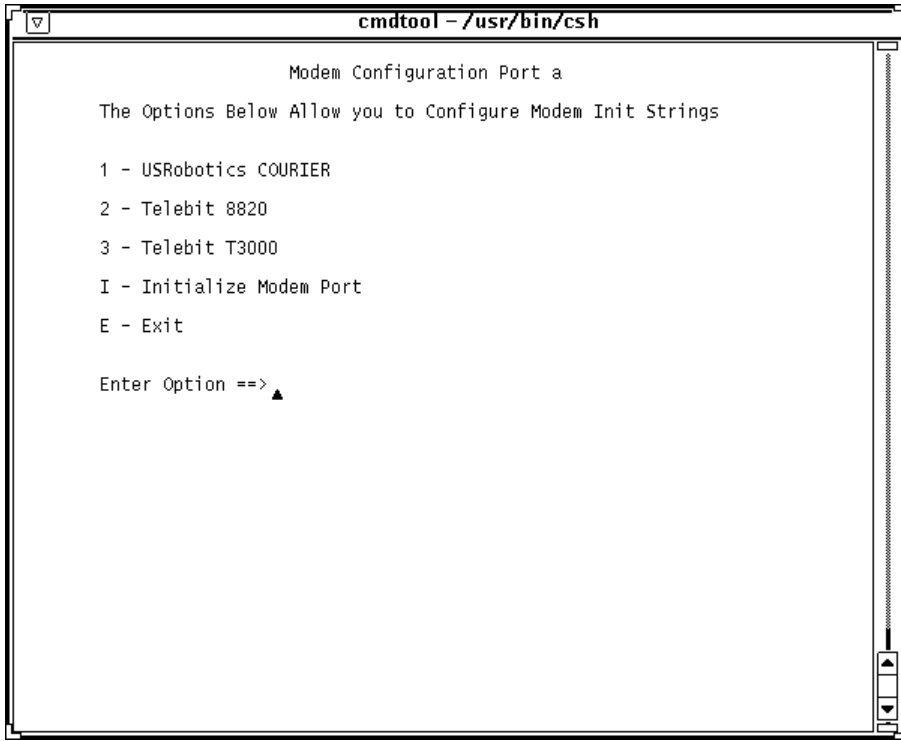 cmdtool – /usr/bin/csh
Modem Configuration Port a
The Options Below Allow you to Configure Modem Init Strings
1 - USRobotics COURIER
2 - Telebit 8820
3 - Telebit T3000
I - Initialize Modem Port
E - Exit
Enter Option ==>